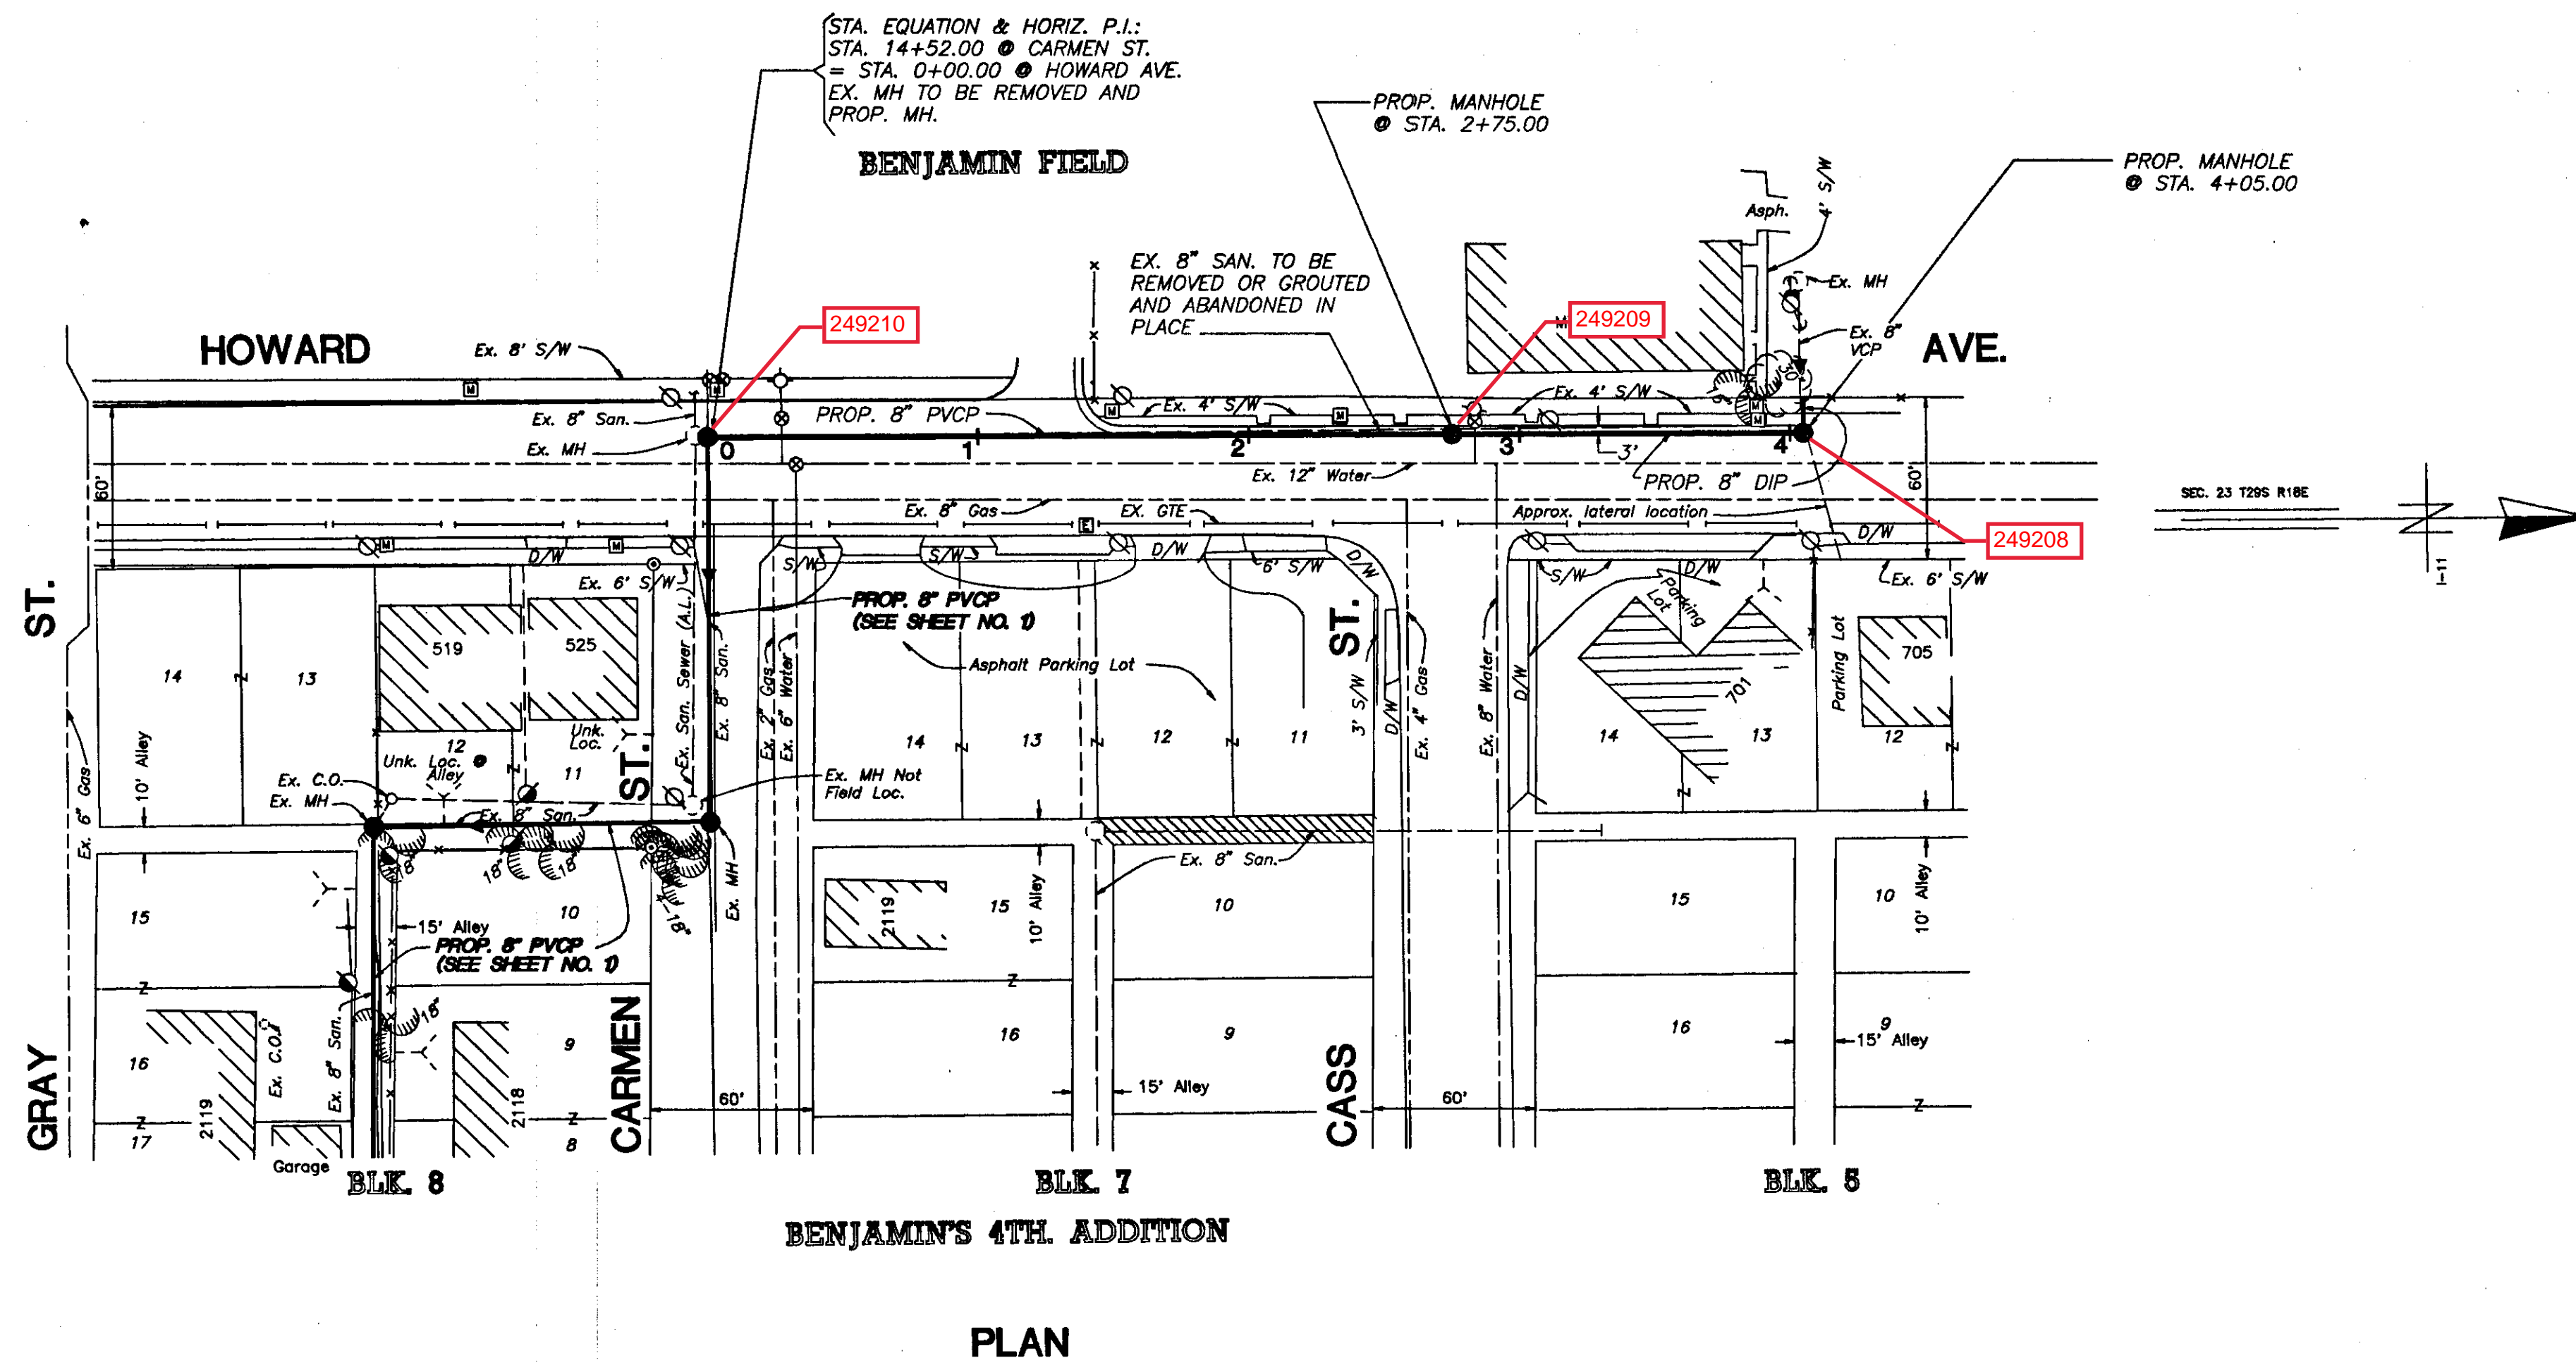 STA. EQUATION & HORIZ. P.I.:
STA. 14+52.00 @ CARMEN ST.
= STA. 0+00.00 @ HOWARD AVE.
EX. MH TO BE REMOVED AND
PROP. MH.
BENJAMIN FIELD
PROP. MANHOLE
@ STA. 2+75.00
PROP. MANHOLE
@ STA. 4+05.00
4' S/W
Asph.
EX. 8" SAN. TO BE
REMOVED OR GROUTED
AND ABANDONED IN
PLACE
Ex. MH
249210
249209
Ex. 8"
VCP
HOWARD
AVE.
Ex. 8' S/W
30"
15"
M
M
M
M
M
M
Ex. 8" San.
PROP. 8" PVCP
Ex. 4' S/W
Ex. 4' S/W
Ex. MH
0
1
2
3
4
3'
60'
60'
Ex. 12" Water
PROP. 8" DIP
Ex. 8" Gas
EX. GTE
Approx. lateral location
SEC. 23 T29S R18E
I-11
249208
E
M
M
D/W
S/W
S/W
D/W
6' S/W
D/W
S/W
D/W
D/W
Ex. 6' S/W
Ex. 6' S/W
PROP. 8" PVCP
(SEE SHEET NO. 1)
ST.
ST.
ST.
519
525
Parking
Lot
Parking Lot
705
701
14
13
12
11
Asphalt Parking Lot
14
13
12
11
14
13
12
Ex. San. Sewer (A.L.)
Ex. 8" San.
Ex. 2" Gas
Ex. 6" Water
3' S/W
D/W
Ex. 4" Gas
Ex. 8" Water
D/W
Unk.
Loc.
Unk. Loc.
Alley
Ex. C.O.
Ex. MH
Ex. 8" San.
Ex. MH Not
Field Loc.
Ex. 6" Gas
10' Alley
18"
18"
18"
4-18"
Ex. MH
Ex. 8" San.
15
10
15
10
15
10
2119
10' Alley
10' Alley
15' Alley
PROP. 8" PVCP
(SEE SHEET NO. 1)
18"
Ex. C.O.
Ex. 8" San.
16
9
16
9
16
9
15' Alley
15' Alley
GRAY
CARMEN
CASS
2119
2118
60'
60'
17
8
Garage
BLK. 8
BLK. 7
BLK. 5
BENJAMIN'S 4TH. ADDITION
PLAN